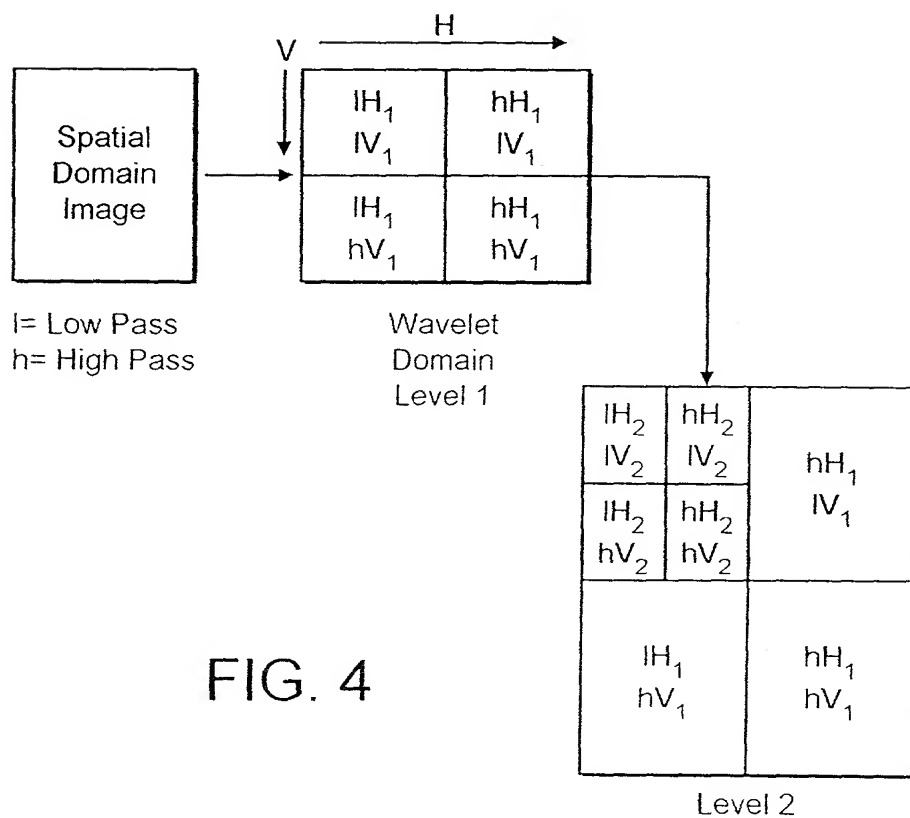 H
V
Spatial
Domain
Image
lH₁
lV₁
hH₁
lV₁
lH₁
hV₁
hH₁
hV₁
l= Low Pass
h= High Pass
Wavelet
Domain
Level 1
lH₂
lV₂
hH₂
lV₂
hH₁
lV₁
lH₂
hV₂
hH₂
hV₂
lH₁
hV₁
hH₁
hV₁
FIG. 4
Level 2